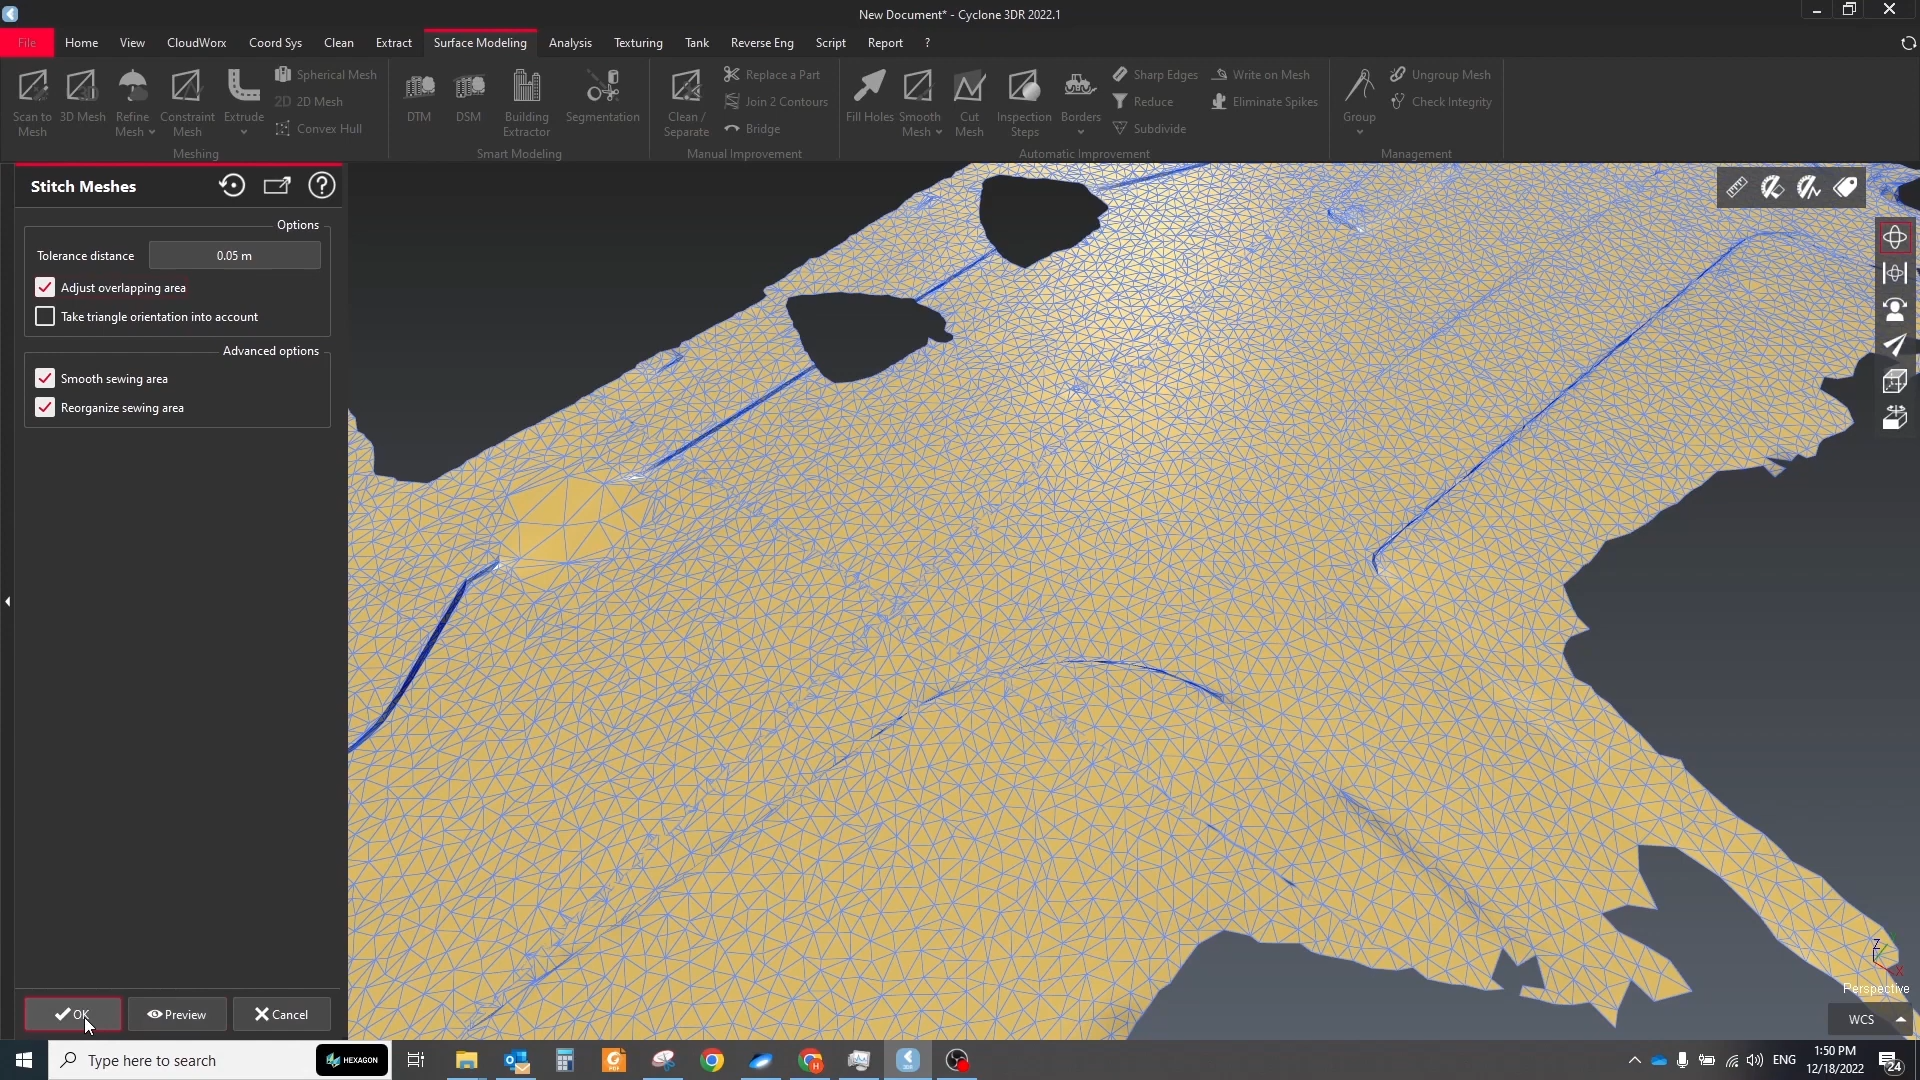 New Document* - Cyclone 3DR 2022.1
File Home View CloudWorx Coord Sys Clean Extract Surface Modeling Analysis Texturing Tank Reverse Eng Script Report ?
Scan to Mesh
3D Mesh
Refine Mesh
Constraint Mesh
Extrude
Spherical Mesh
2D 2D Mesh
Convex Hull
Meshing
DTM
DSM
Building Extractor
Segmentation
Smart Modeling
Clean / Separate
Replace a Part
Join 2 Contours
Bridge
Manual Improvement
Fill Holes
Smooth Mesh
Cut Mesh
Inspection Steps
Borders
Sharp Edges
Reduce
Subdivide
Write on Mesh
Eliminate Spikes
Automatic Improvement
Group
Ungroup Mesh
Check Integrity
Management
Stitch Meshes
Options
Tolerance distance 0.05 m
Adjust overlapping area
Take triangle orientation into account
Advanced options
Smooth sewing area
Reorganize sewing area
OK Preview Cancel
Z
X
Perspective
WCS
Type here to search
HEXAGON
ENG
1:50 PM
12/18/2022
24